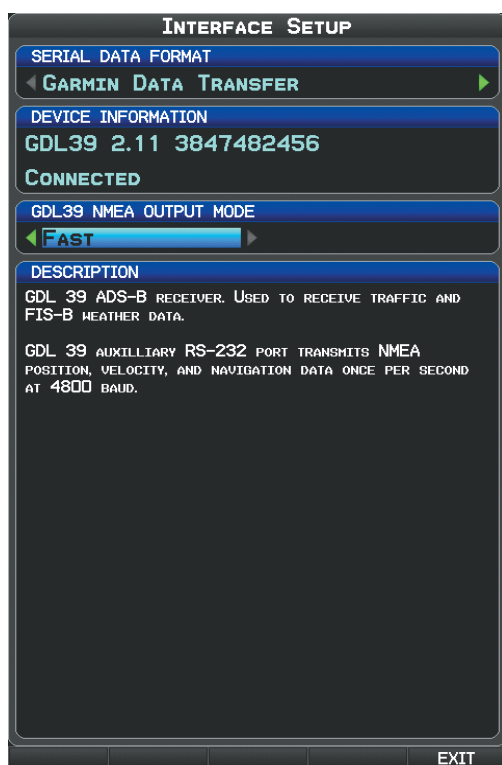 Interface Setup
SERIAL DATA FORMAT
Garmin Data Transfer
DEVICE INFORMATION
GDL39 2.11 3847482456
Connected
GDL39 NMEA OUTPUT MODE
Fast
DESCRIPTION
GDL 39 ADS-B receiver. Used to receive traffic and
FIS-B weather data.
GDL 39 auxilliary RS-232 port transmits NMEA
position, velocity, and navigation data once per second
at 4800 baud.
EXIT